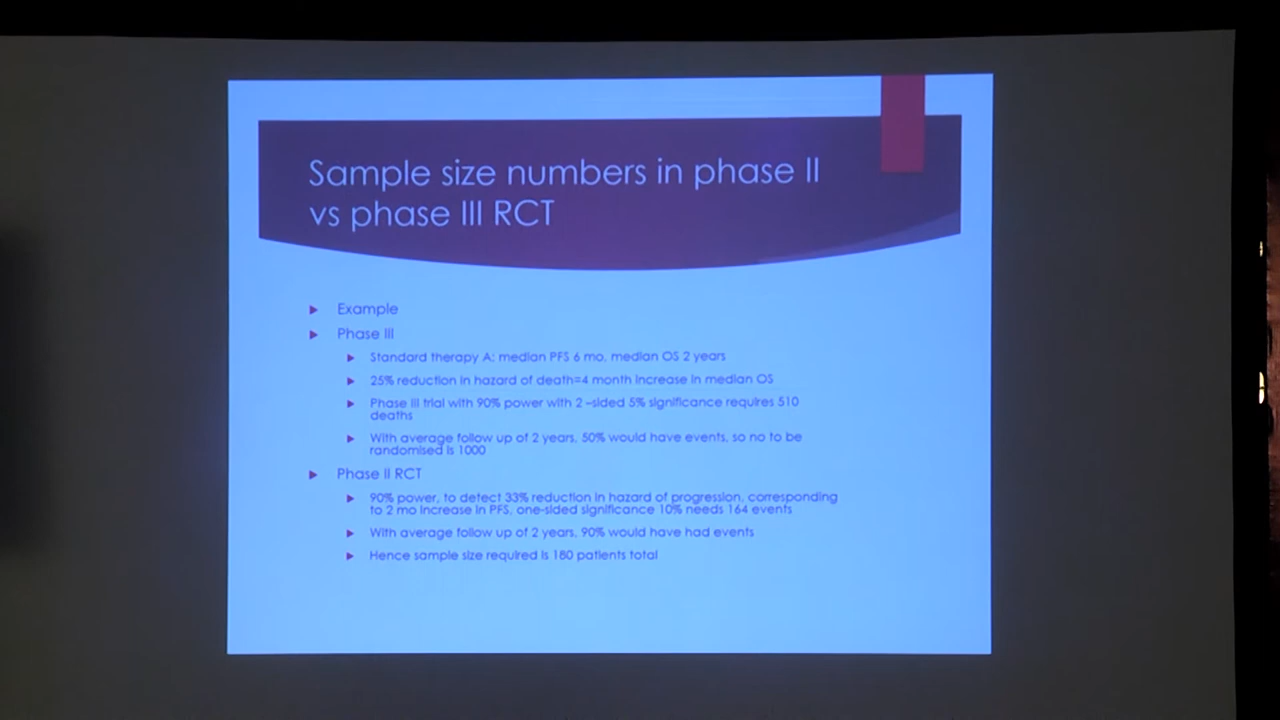 Sample size numbers in phase II
vs phase III RCT
Example
Phase III
Standard therapy A: median PFS 6 mo, median OS 2 years
25% reduction in hazard of death=4 month increase in median OS
Phase III trial with 90% power with 2 –sided 5% significance requires 510
deaths
With average follow up of 2 years, 50% would have events, so no to be
randomised is 1000
Phase II RCT
90% power, to detect 33% reduction in hazard of progression, corresponding
to 2 mo increase in PFS, one-sided significance 10% needs 164 events
With average follow up of 2 years, 90% would have had events
Hence sample size required is 180 patients total